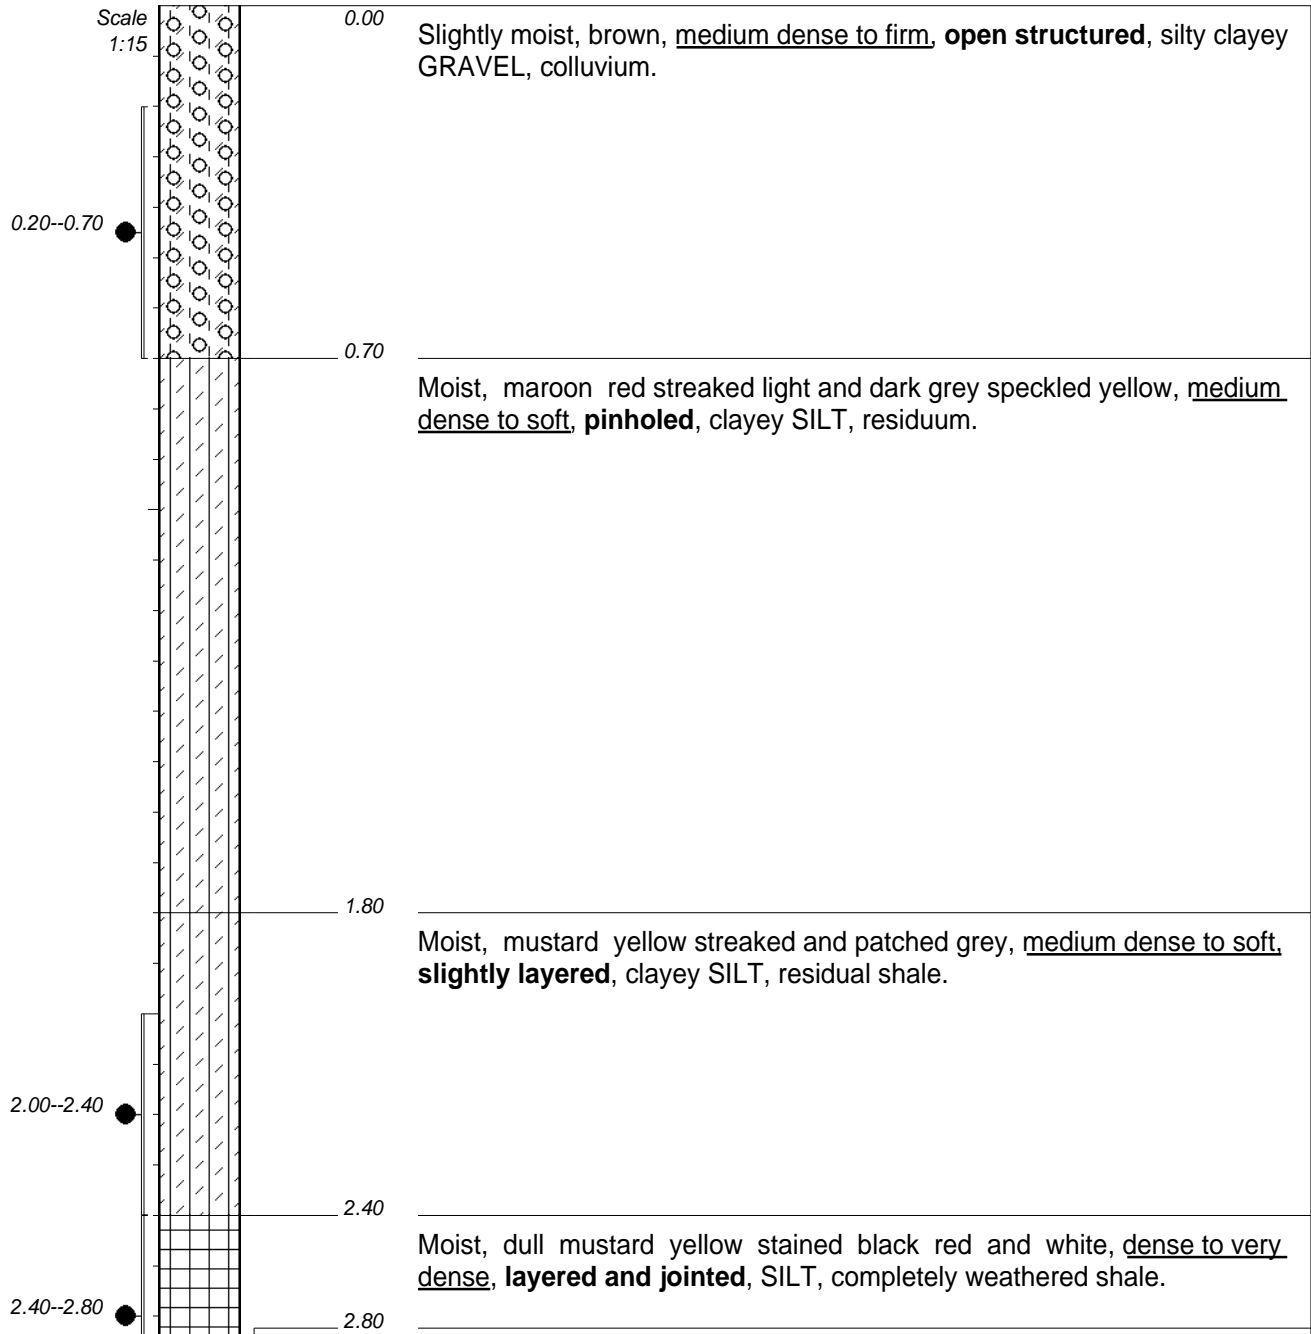 Scale
1:15
0.00
Slightly moist, brown, medium dense to firm, open structured, silty clayey
GRAVEL, colluvium.
0.20--0.70
0.70
Moist, maroon red streaked light and dark grey speckled yellow, medium
dense to soft, pinholed, clayey SILT, residuum.
1.80
Moist, mustard yellow streaked and patched grey, medium dense to soft,
slightly layered, clayey SILT, residual shale.
2.00--2.40
2.40
Moist, dull mustard yellow stained black red and white, dense to very
dense, layered and jointed, SILT, completely weathered shale.
2.40--2.80
2.80